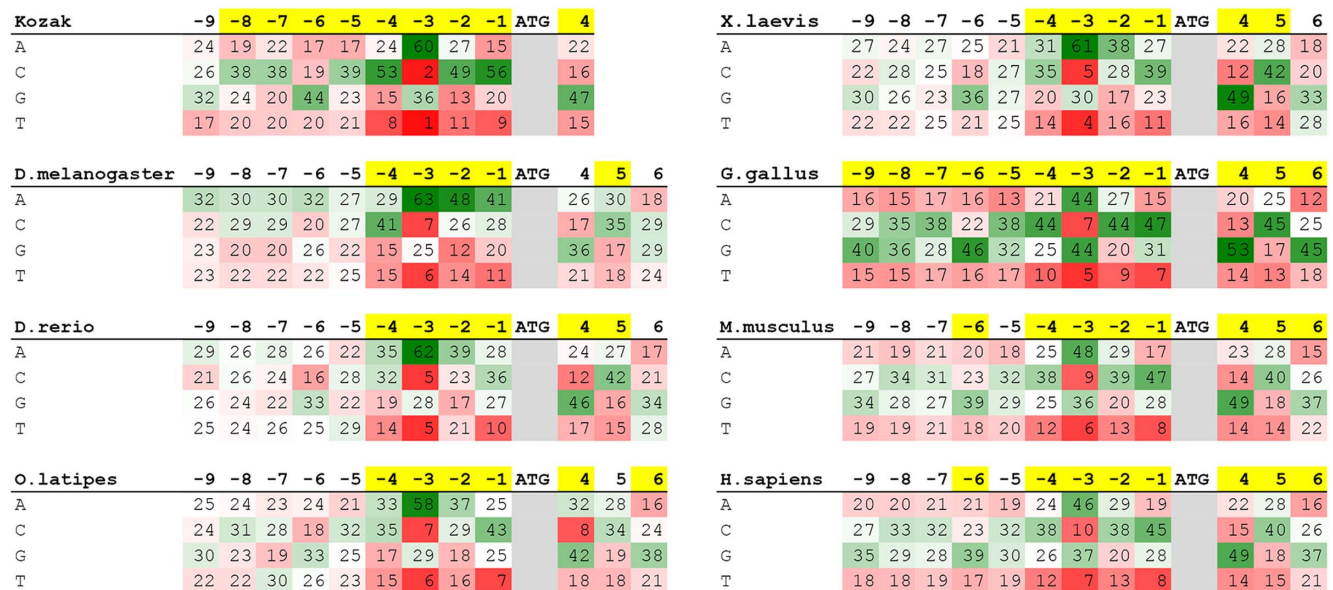 Kozak -9 -8 -7 -6 -5 -4 -3 -2 -1 ATG 4
A 24 19 22 17 17 24 60 27 15 22
C 26 38 38 19 39 53 2 49 56 16
G 32 24 20 44 23 15 36 13 20 47
T 17 20 20 20 21 8 1 11 9 15
X.laevis -9 -8 -7 -6 -5 -4 -3 -2 -1 ATG 4 5 6
A 27 24 27 25 21 31 61 38 27 22 28 18
C 22 28 25 18 27 35 5 28 39 12 42 20
G 30 26 23 36 27 20 30 17 23 49 16 33
T 22 22 25 21 25 14 4 16 11 16 14 28
D.melanogaster -9 -8 -7 -6 -5 -4 -3 -2 -1 ATG 4 5 6
A 32 30 30 32 27 29 63 48 41 26 30 18
C 22 29 29 20 27 41 7 26 28 17 35 29
G 23 20 20 26 22 15 25 12 20 36 17 29
T 23 22 22 22 25 15 6 14 11 21 18 24
G.gallus -9 -8 -7 -6 -5 -4 -3 -2 -1 ATG 4 5 6
A 16 15 17 16 13 21 44 27 15 20 25 12
C 29 35 38 22 38 44 7 44 47 13 45 25
G 40 36 28 46 32 25 44 20 31 53 17 45
T 15 15 17 16 17 10 5 9 7 14 13 18
D.rerio -9 -8 -7 -6 -5 -4 -3 -2 -1 ATG 4 5 6
A 29 26 28 26 22 35 62 39 28 24 27 17
C 21 26 24 16 28 32 5 23 36 12 42 21
G 26 24 22 33 22 19 28 17 27 46 16 34
T 25 24 26 25 29 14 5 21 10 17 15 28
M.musculus -9 -8 -7 -6 -5 -4 -3 -2 -1 ATG 4 5 6
A 21 19 21 20 18 25 48 29 17 23 28 15
C 27 34 31 23 32 38 9 39 47 14 40 26
G 34 28 27 39 29 25 36 20 28 49 18 37
T 19 19 21 18 20 12 6 13 8 14 14 22
O.latipes -9 -8 -7 -6 -5 -4 -3 -2 -1 ATG 4 5 6
A 25 24 23 24 21 33 58 37 25 32 28 16
C 24 31 28 18 32 35 7 29 43 8 34 24
G 30 23 19 33 25 17 29 18 25 42 19 38
T 22 22 30 26 23 15 6 16 7 18 18 21
H.sapiens -9 -8 -7 -6 -5 -4 -3 -2 -1 ATG 4 5 6
A 20 20 21 21 19 24 46 29 19 22 28 16
C 27 33 32 23 32 38 10 38 45 15 40 26
G 35 29 28 39 30 26 37 20 28 49 18 37
T 18 18 19 17 19 12 7 13 8 14 15 21